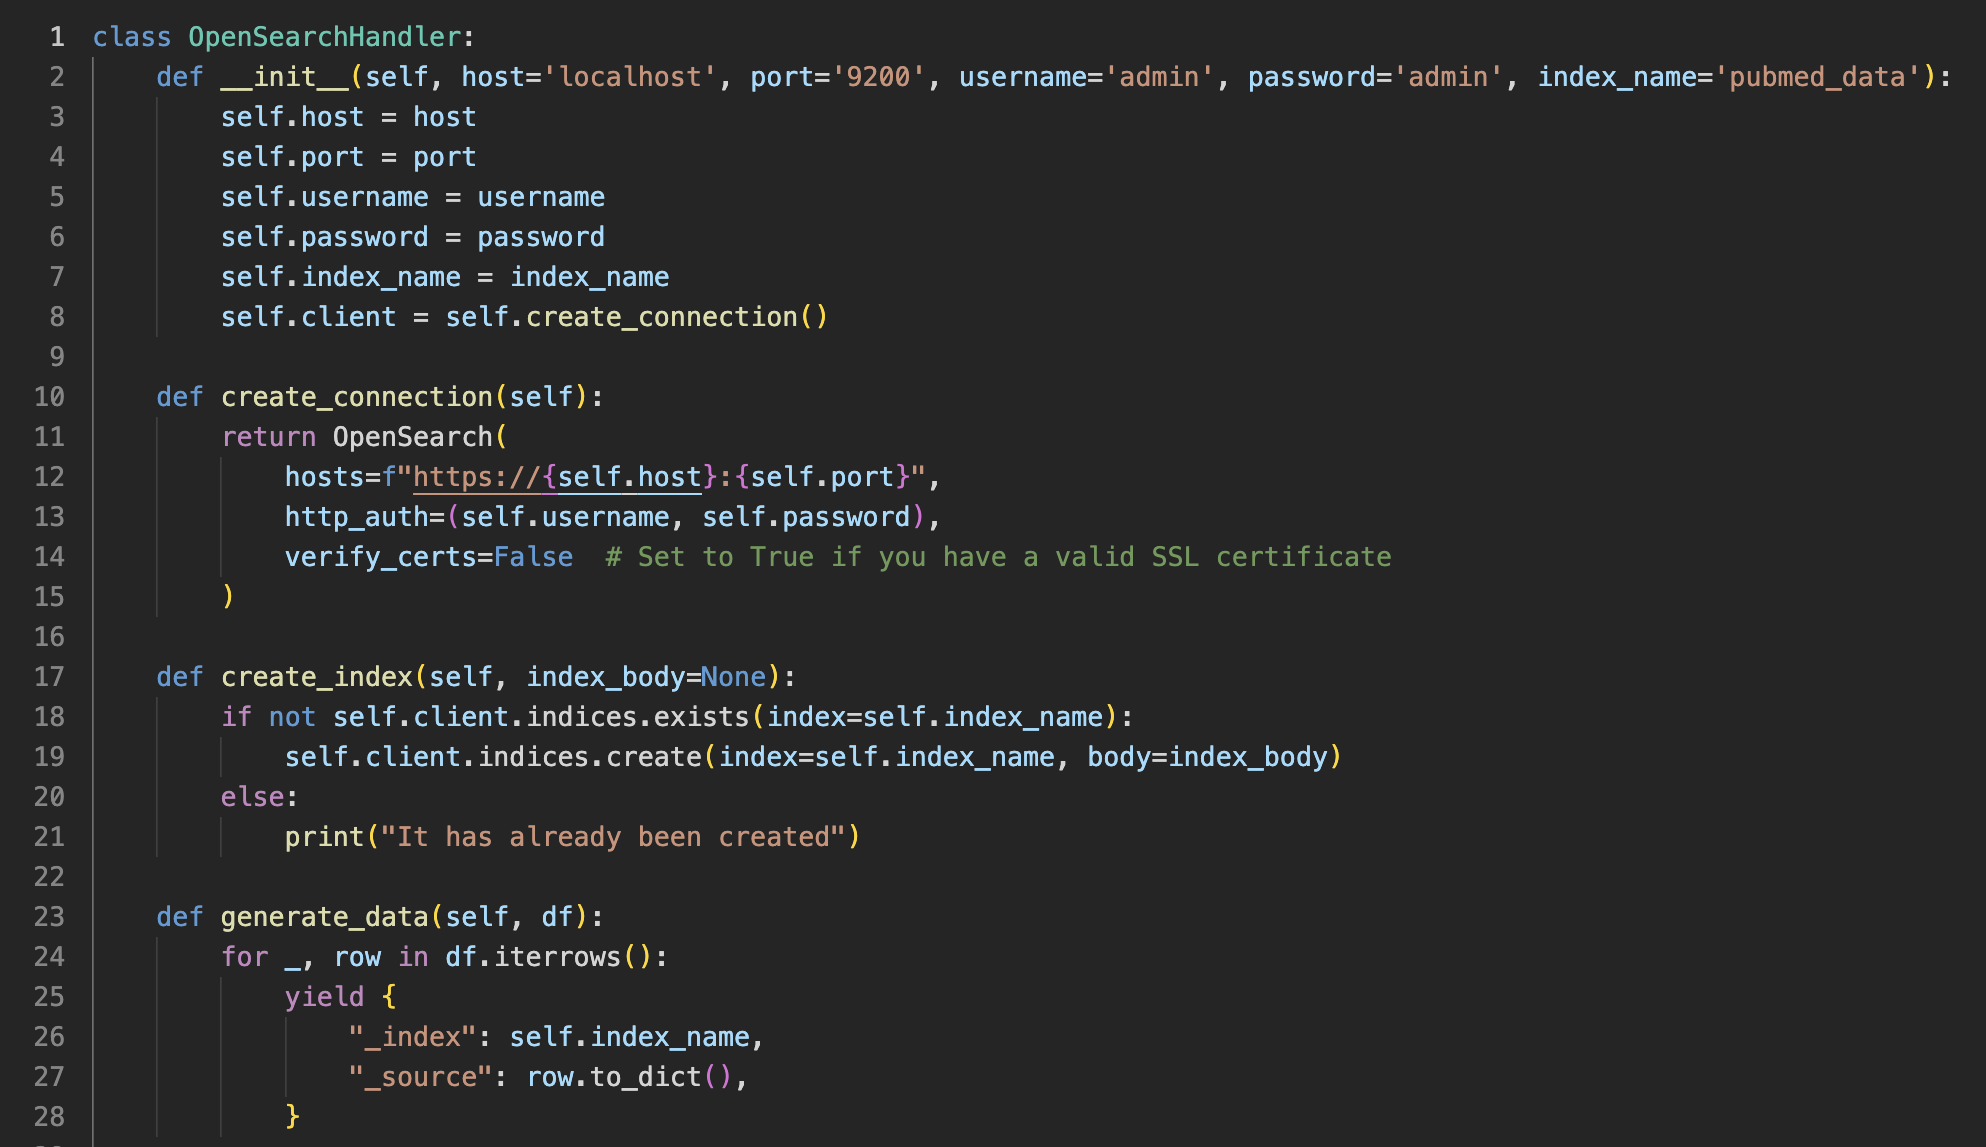 1 class OpenSearchHandler:
2     def __init__(self, host='localhost', port='9200', username='admin', password='admin', index_name='pubmed_data'):
3         self.host = host
4         self.port = port
5         self.username = username
6         self.password = password
7         self.index_name = index_name
8         self.client = self.create_connection()
9
10     def create_connection(self):
11         return OpenSearch(
12             hosts=f"https://{self.host}:{self.port}",
13             http_auth=(self.username, self.password),
14             verify_certs=False  # Set to True if you have a valid SSL certificate
15         )
16
17     def create_index(self, index_body=None):
18         if not self.client.indices.exists(index=self.index_name):
19             self.client.indices.create(index=self.index_name, body=index_body)
20         else:
21             print("It has already been created")
22
23     def generate_data(self, df):
24         for _, row in df.iterrows():
25             yield {
26                 "_index": self.index_name,
27                 "_source": row.to_dict(),
28             }